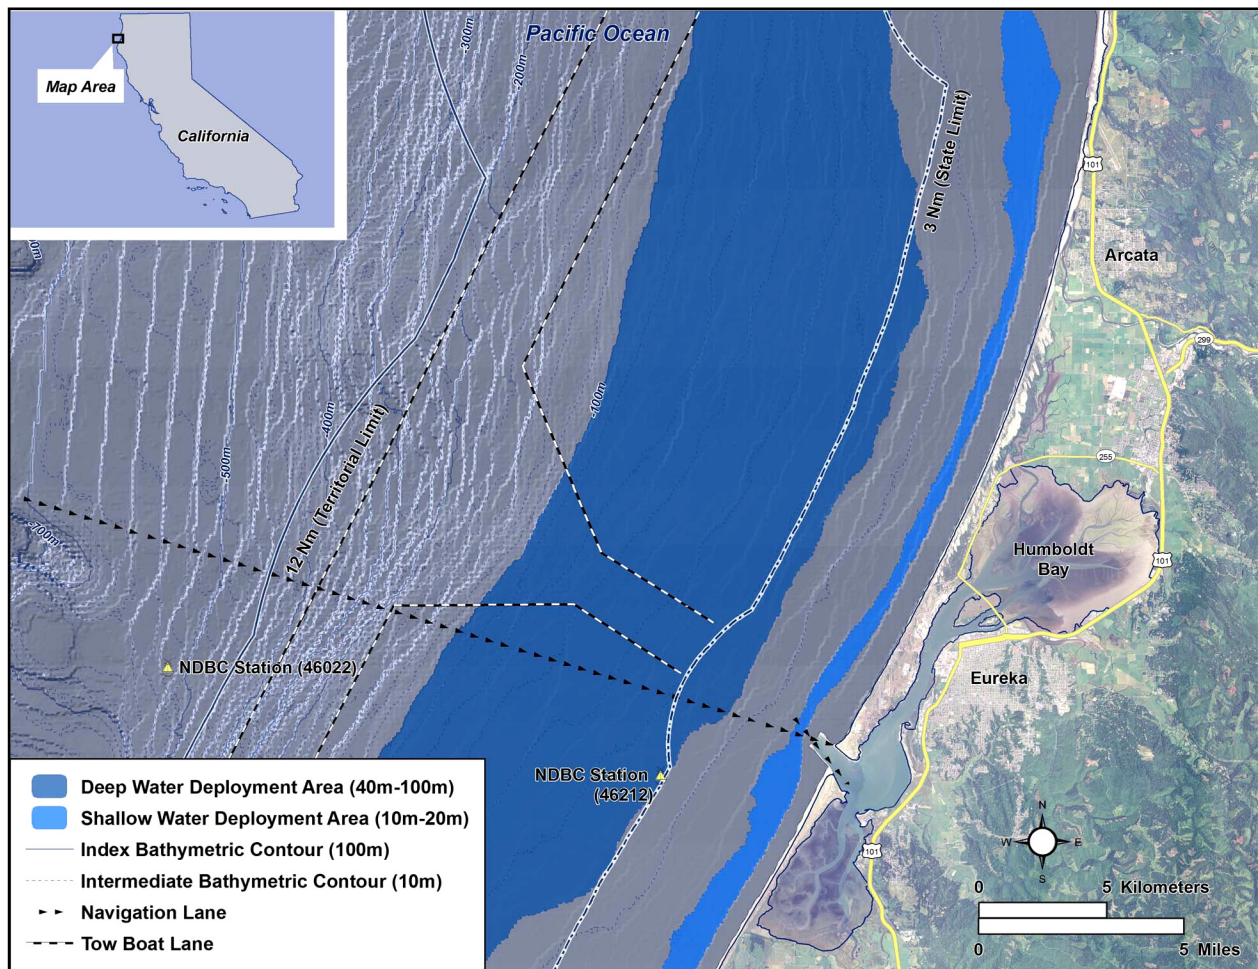 Pacific Ocean
-300m
-200m
Map Area
California
101
3 Nm (State Limit)
Arcata
299
-100m
-400m
12 Nm (Territorial Limit)
500m
255
-700m
Humboldt
Bay
101
NDBC Station (46022)
Eureka
NDBC Station
(46212)
Deep Water Deployment Area (40m-100m)
Shallow Water Deployment Area (10m-20m)
Index Bathymetric Contour (100m)
Intermediate Bathymetric Contour (10m)
Navigation Lane
Tow Boat Lane
101
N
W
E
S
0
5 Kilometers
0
5 Miles